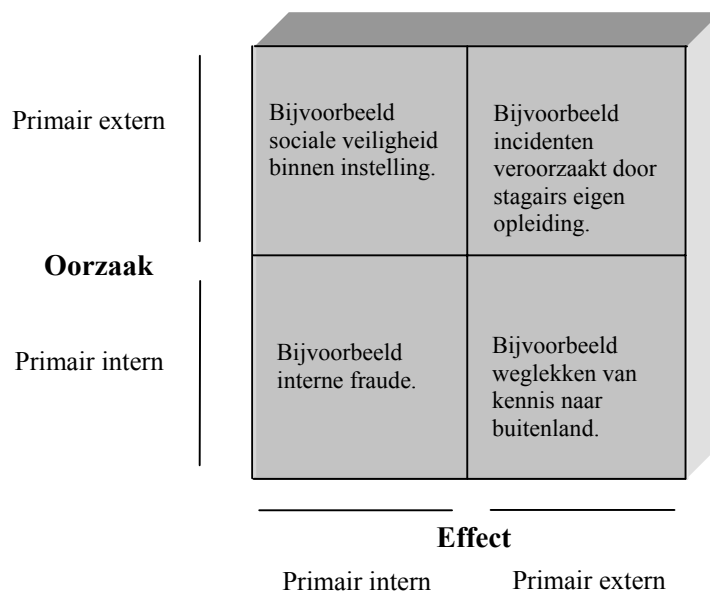 Primair extern
Bijvoorbeeld
sociale veiligheid
binnen instelling.
Bijvoorbeeld
incidenten
veroorzaakt door
stagairs eigen
opleiding.
Oorzaak
Primair intern
Bijvoorbeeld
interne fraude.
Bijvoorbeeld
weglekken van
kennis naar
buitenland.
Effect
Primair intern
Primair extern